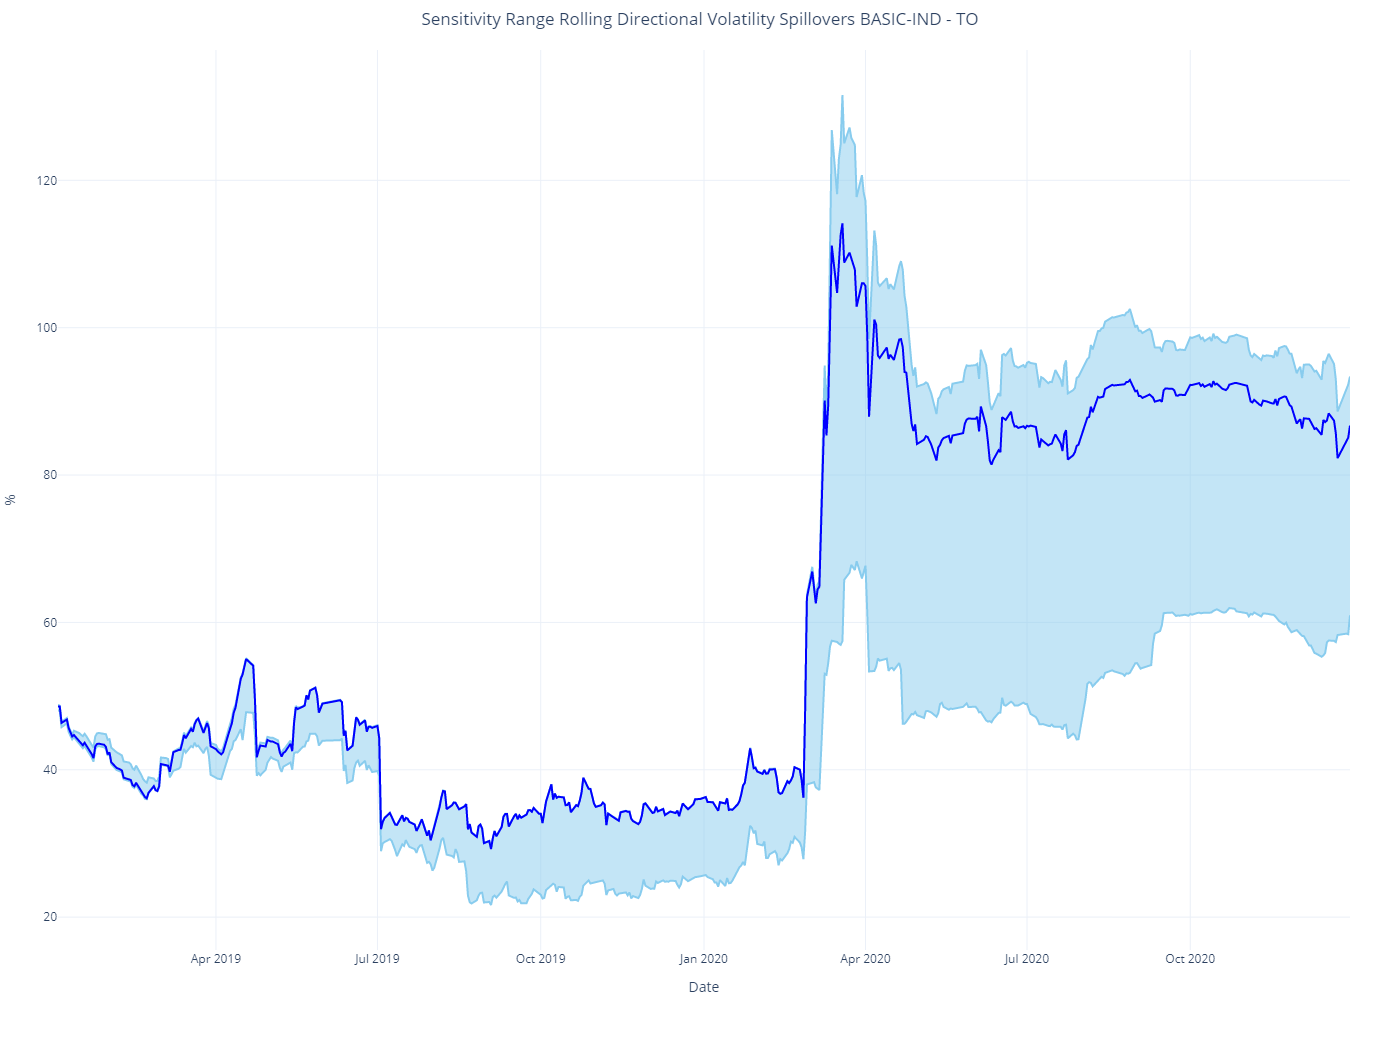 Sensitivity Range Rolling Directional Volatility Spillovers BASIC-IND - TO
120
100
80
60
40
20
%
Apr 2019
Jul 2019
Oct 2019
Jan 2020
Apr 2020
Jul 2020
Oct 2020
Date